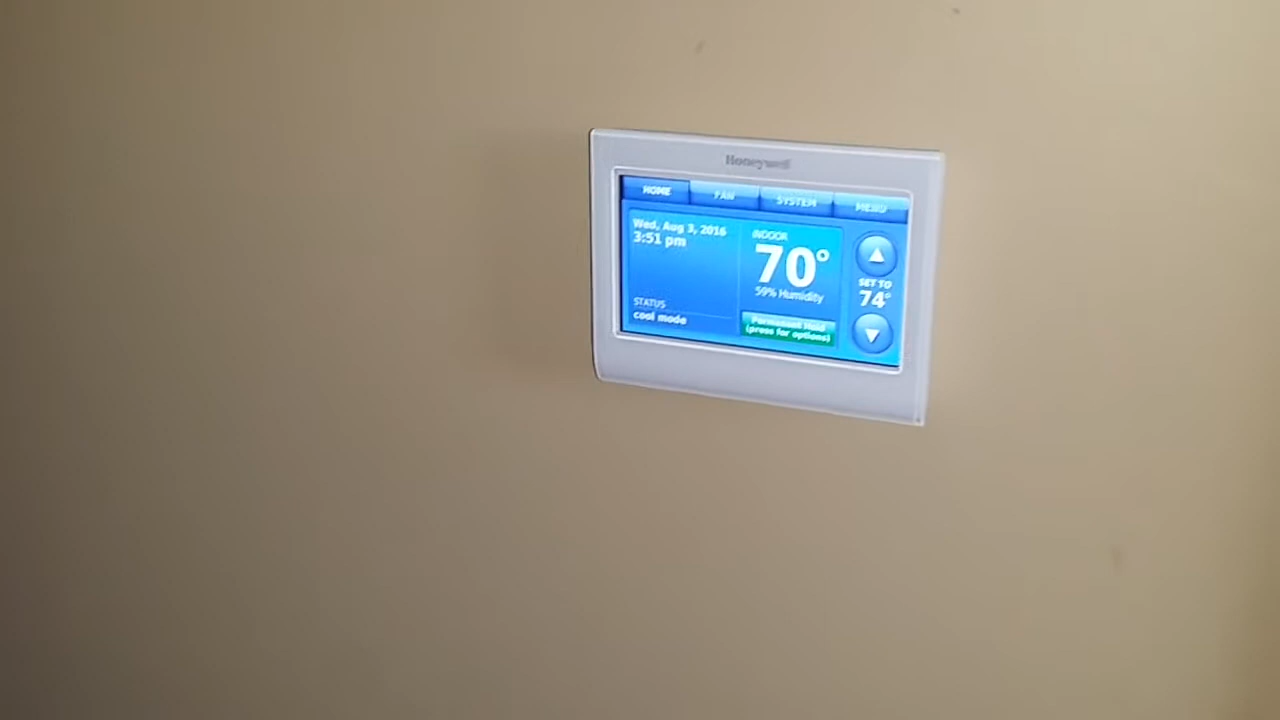 Honeywell
HOME FAN SYSTEM MENU
Wed, Aug 3, 2016
3:51 pm
STATUS
cool mode
INDOOR
70°
59% Humidity
Permanent Hold
(press for options)
SET TO
74°